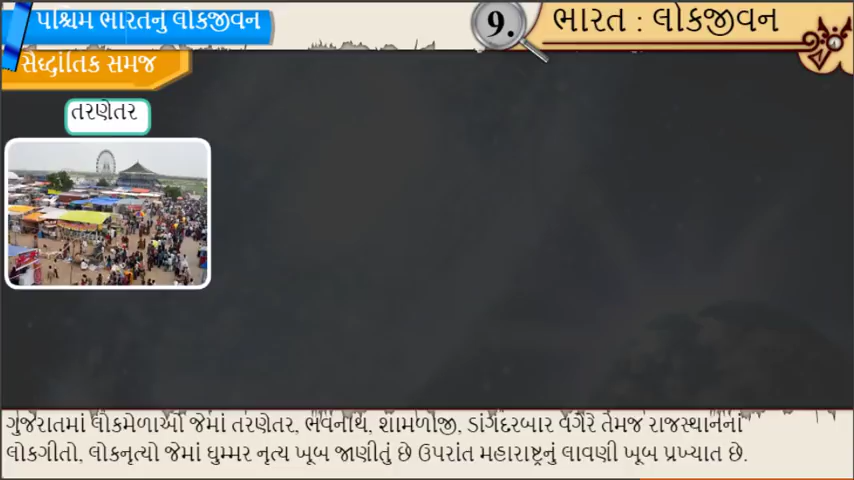 પશ્ચિમ ભારતનું લોકજીવન
9.
ભારત : લોકજીવન
સૈદ્ધાંતિક સમજ
તરણેતર
ગુજરાતમાં લોકમેળાઓ જેમાં તરણેતર, ભવનાથ, શામળાજી, ડાંગદરબાર વગેરે તેમજ રાજસ્થાનનાં
લોકગીતો, લોકનૃત્યો જેમાં ઘુમ્મર નૃત્ય ખૂબ જાણીતું છે ઉપરાંત મહારાષ્ટ્રનું લાવણી ખૂબ પ્રખ્યાત છે.